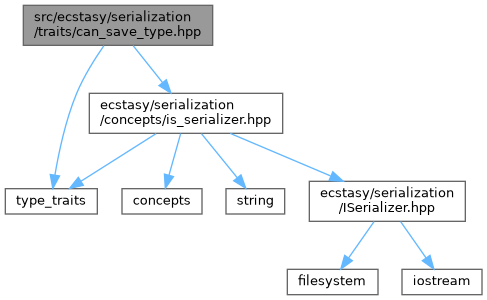 src/ecstasy/serialization
/traits/can_save_type.hpp
ecstasy/serialization
/concepts/is_serializer.hpp
type_traits
concepts
string
ecstasy/serialization
/ISerializer.hpp
filesystem
iostream